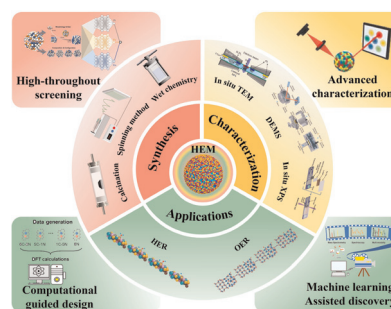 High-throughout
screening
Advanced
characterization
Wet chemistry
Spinning method
Calcination
Synthesis
In situ TEM
DEMS
In situ XPS
Characterization
HEM
Applications
HER
OER
Data generation
DFT calculations
Computational
guided design
Machine learning
Assisted discovery